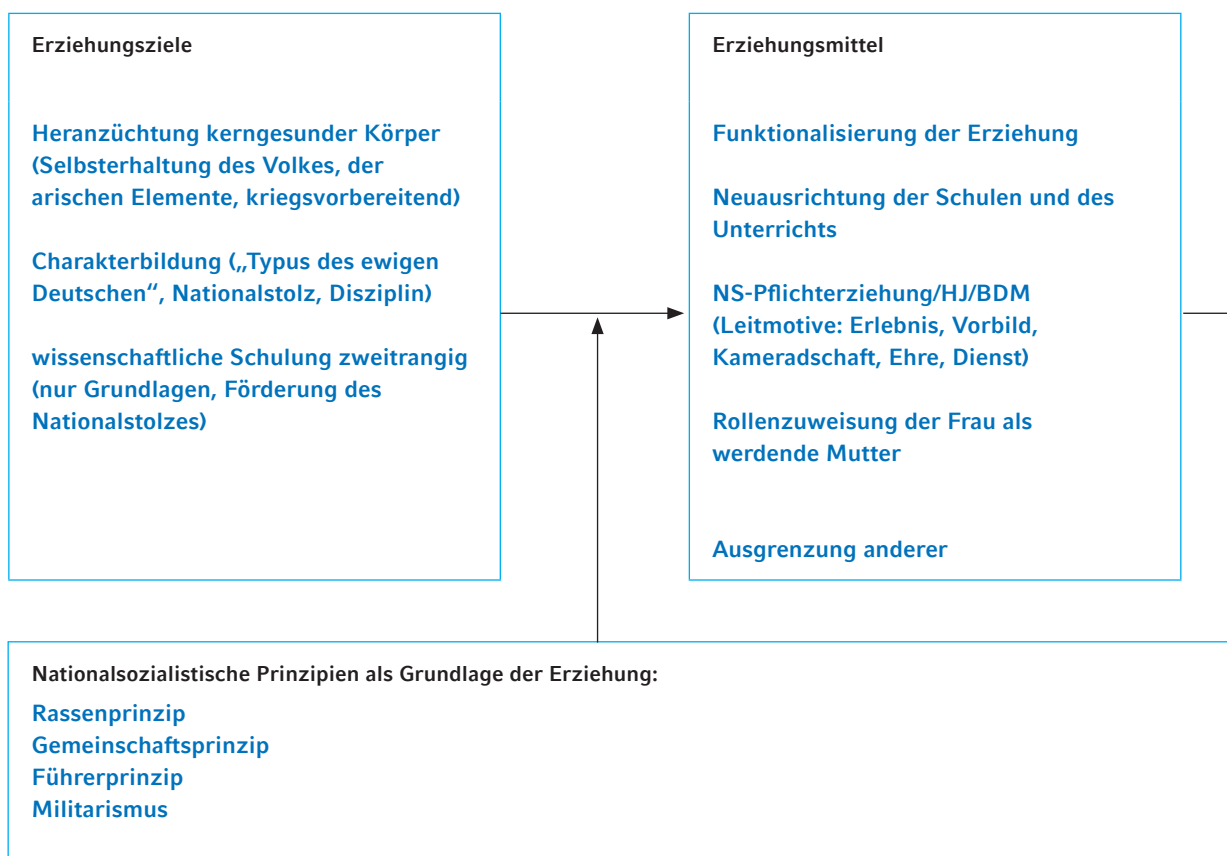 Erziehungsziele
Heranzüchtung kerngesunder Körper
(Selbsterhaltung des Volkes, der
arischen Elemente, kriegsvorbereitend)
Charakterbildung („Typus des ewigen
Deutschen“, Nationalstolz, Disziplin)
wissenschaftliche Schulung zweitrangig
(nur Grundlagen, Förderung des
Nationalstolzes)
Erziehungsmittel
Funktionalisierung der Erziehung
Neuausrichtung der Schulen und des
Unterrichts
NS-Pflichterziehung/HJ/BDM
(Leitmotive: Erlebnis, Vorbild,
Kameradschaft, Ehre, Dienst)
Rollenzuweisung der Frau als
werdende Mutter
Ausgrenzung anderer
Nationalsozialistische Prinzipien als Grundlage der Erziehung:
Rassenprinzip
Gemeinschaftsprinzip
Führerprinzip
Militarismus